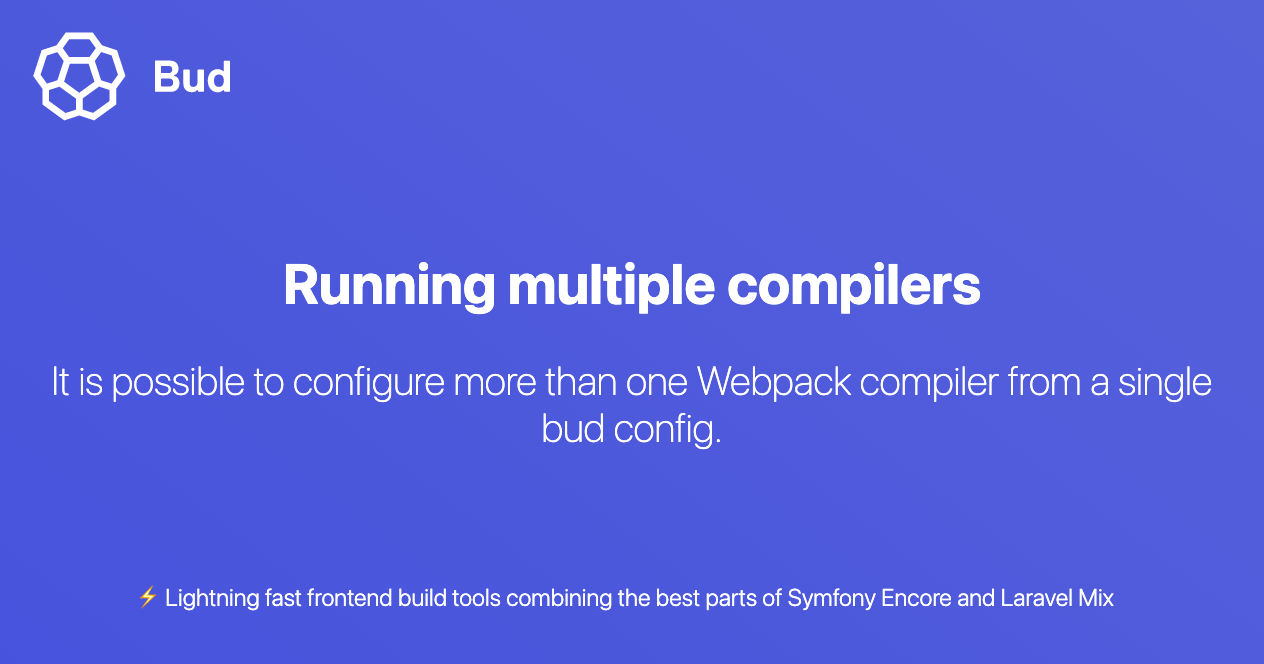 Bud
Running multiple compilers
It is possible to configure more than one Webpack compiler from a single
bud config.
⚡ Lightning fast frontend build tools combining the best parts of Symfony Encore and Laravel Mix